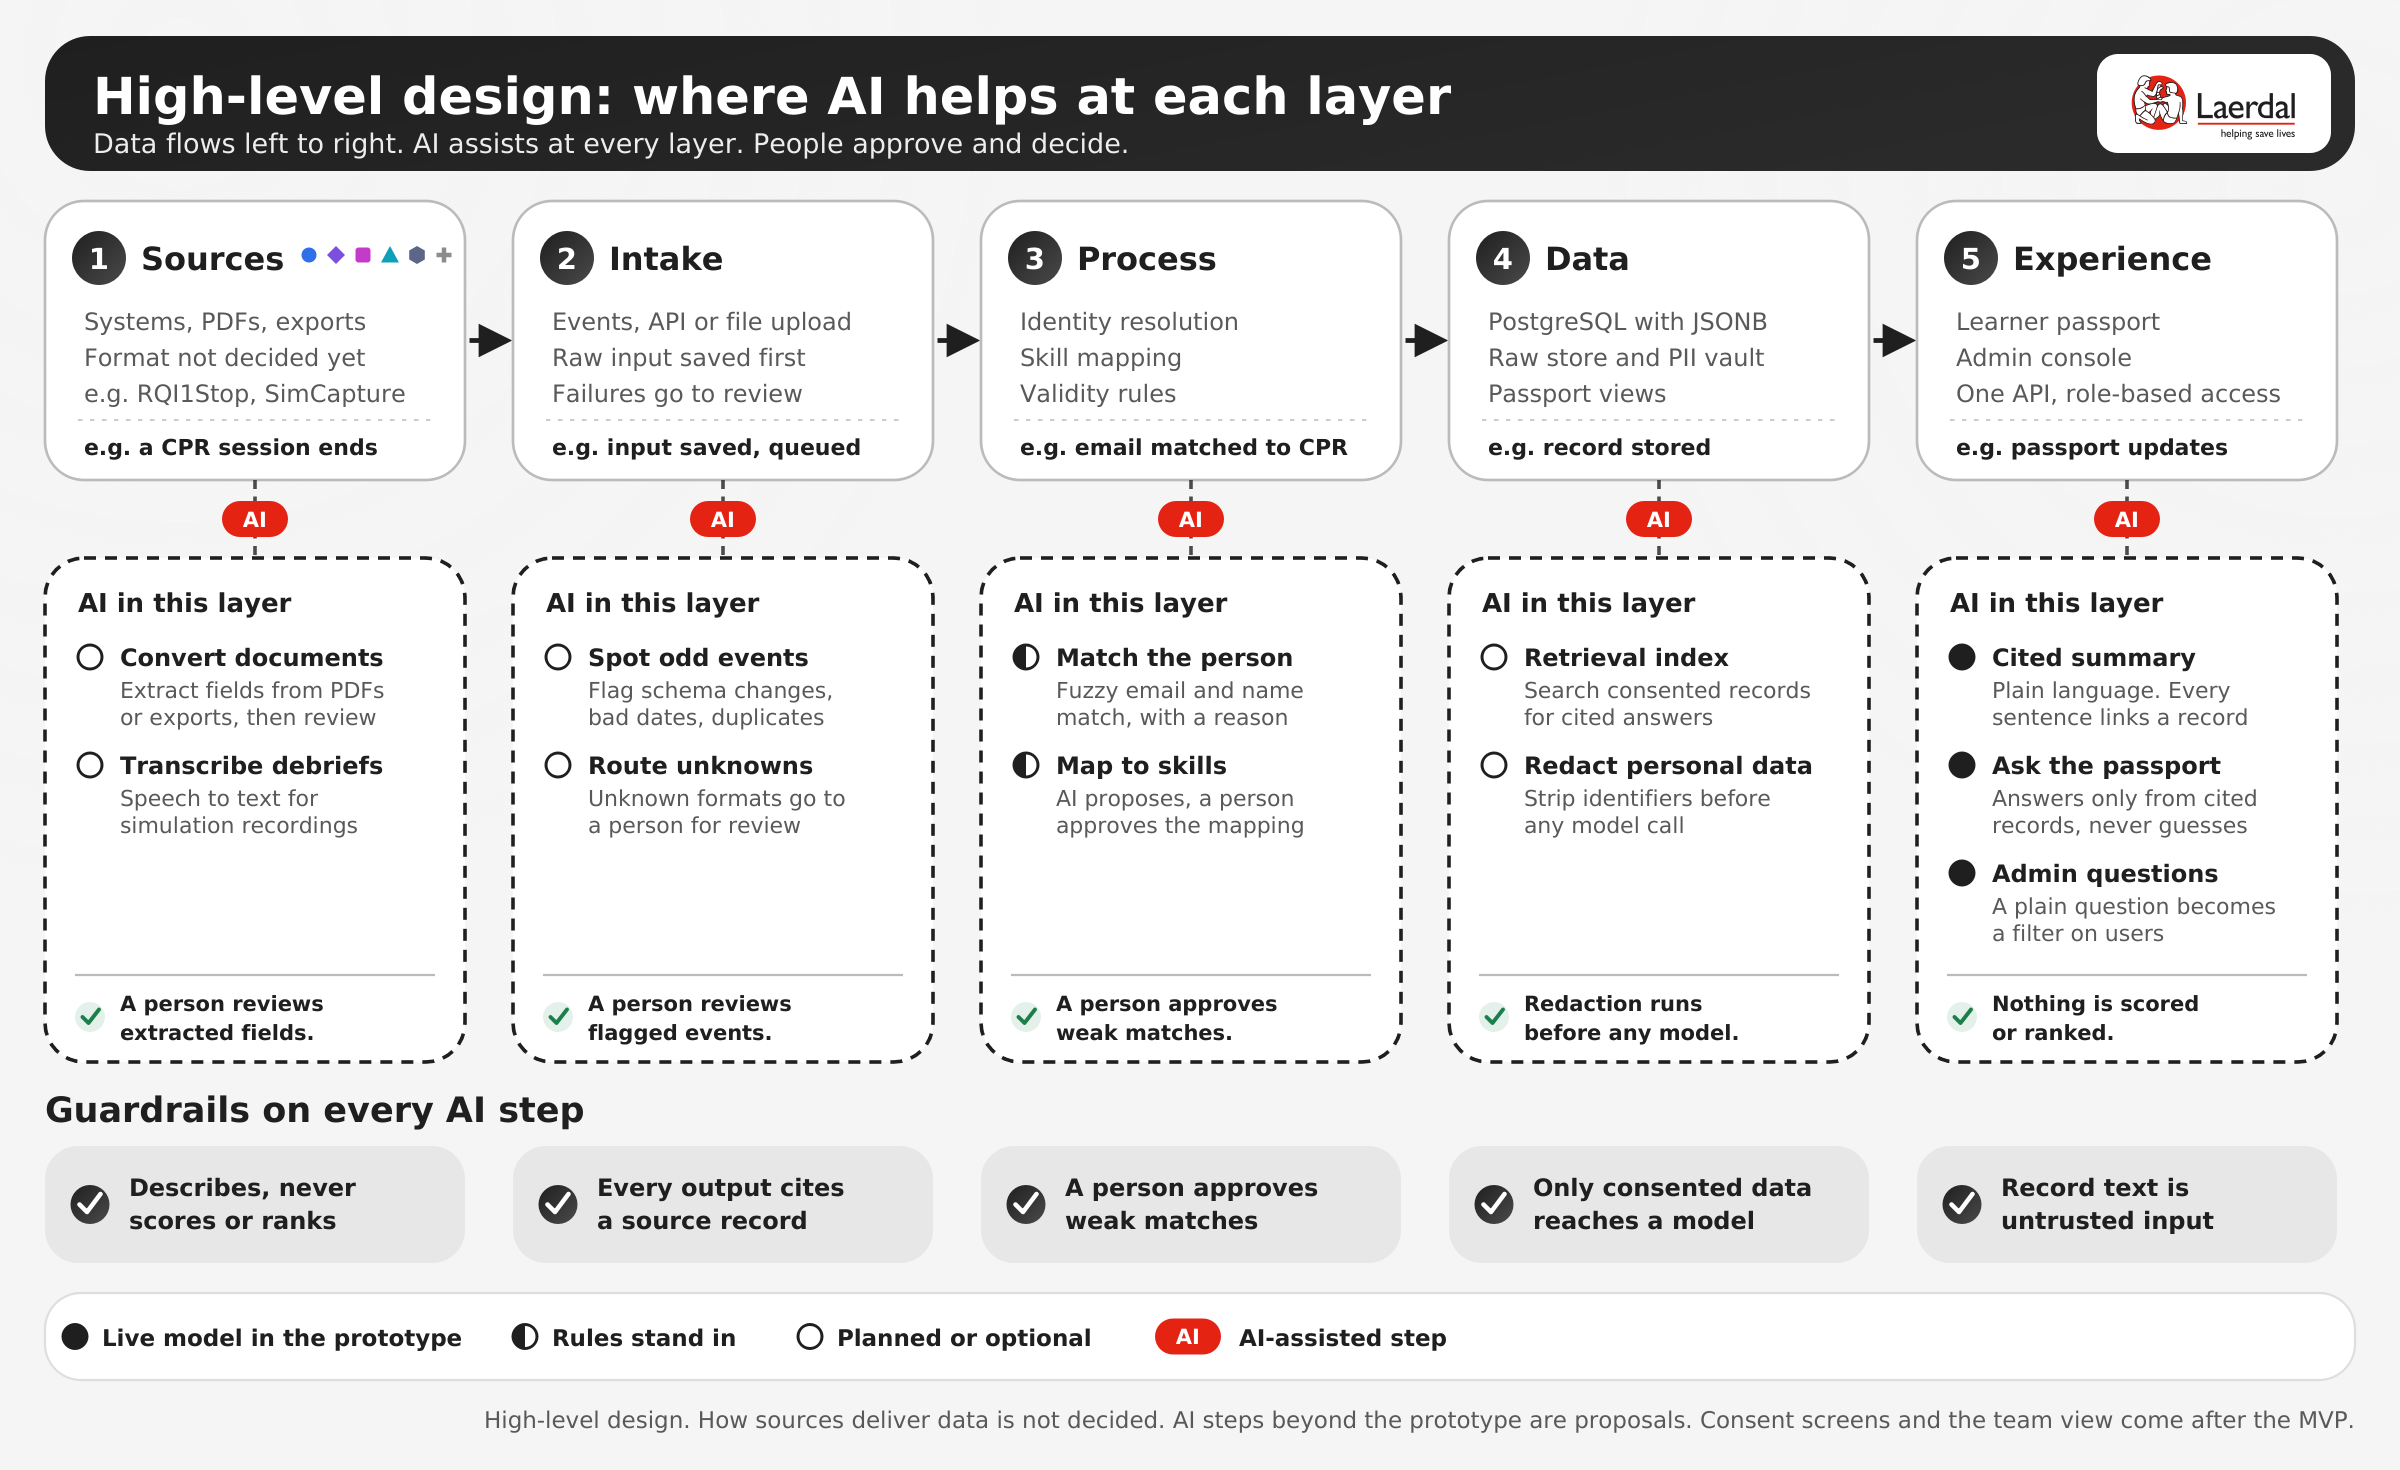 High-level design: where AI helps at each layer
Data flows left to right. AI assists at every layer. People approve and decide.
Laerdal
helping save lives
1 Sources
Systems, PDFs, exports
Format not decided yet
e.g. RQI1Stop, SimCapture
e.g. a CPR session ends
2 Intake
Events, API or file upload
Raw input saved first
Failures go to review
e.g. input saved, queued
3 Process
Identity resolution
Skill mapping
Validity rules
e.g. email matched to CPR
4 Data
PostgreSQL with JSONB
Raw store and PII vault
Passport views
e.g. record stored
5 Experience
Learner passport
Admin console
One API, role-based access
e.g. passport updates
AI
AI
AI
AI
AI
AI in this layer
Convert documents
Extract fields from PDFs
or exports, then review
Transcribe debriefs
Speech to text for
simulation recordings
A person reviews
extracted fields.
AI in this layer
Spot odd events
Flag schema changes,
bad dates, duplicates
Route unknowns
Unknown formats go to
a person for review
A person reviews
flagged events.
AI in this layer
Match the person
Fuzzy email and name
match, with a reason
Map to skills
AI proposes, a person
approves the mapping
A person approves
weak matches.
AI in this layer
Retrieval index
Search consented records
for cited answers
Redact personal data
Strip identifiers before
any model call
Redaction runs
before any model.
AI in this layer
Cited summary
Plain language. Every
sentence links a record
Ask the passport
Answers only from cited
records, never guesses
Admin questions
A plain question becomes
a filter on users
Nothing is scored
or ranked.
Guardrails on every AI step
Describes, never
scores or ranks
Every output cites
a source record
A person approves
weak matches
Only consented data
reaches a model
Record text is
untrusted input
Live model in the prototype
Rules stand in
Planned or optional
AI AI-assisted step
High-level design. How sources deliver data is not decided. AI steps beyond the prototype are proposals. Consent screens and the team view come after the MVP.